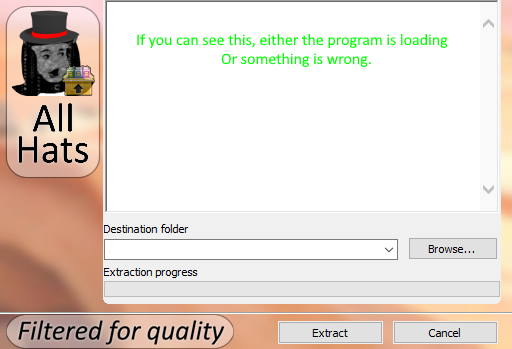 If you can see this, either the program is loading
Or something is wrong.
All
Hats
Destination folder
Browse...
Extraction progress
Filtered for quality
Extract
Cancel